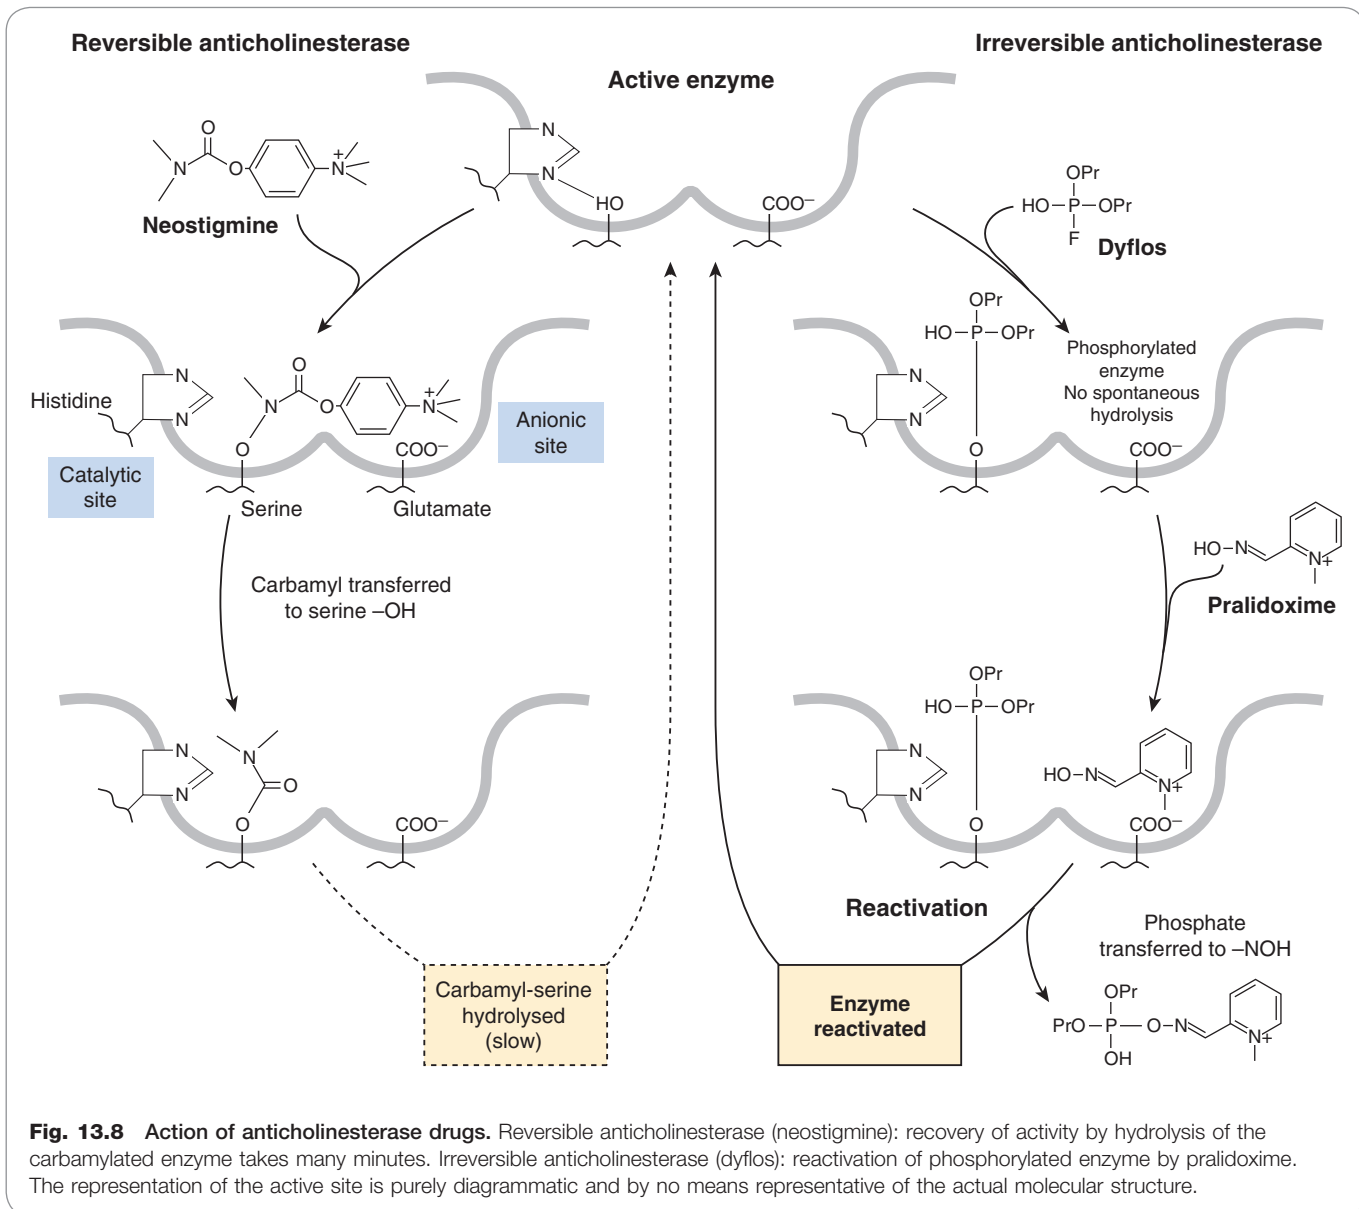 Reversible anticholinesterase
Irreversible anticholinesterase
Active enzyme
O
N
O
N+
Neostigmine
N
N
HO
COO–
OPr
HO–P–OPr
F
Dyflos
Histidine
N
N
O
N
O
N+
O
COO–
Catalytic
site
Anionic
site
Serine
Glutamate
OPr
HO–P–OPr
N
N
O
COO–
Phosphorylated
enzyme
No spontaneous
hydrolysis
Carbamyl transferred
to serine –OH
HO–N
N+
Pralidoxime
N
N
N
O
O
COO–
OPr
HO–P–OPr
N
N
O
HO–N
N+
COO–
Carbamyl-serine
hydrolysed
(slow)
Reactivation
Enzyme
reactivated
Phosphate
transferred to –NOH
OPr
PrO–P–O–N
OH
N+
Fig. 13.8 Action of anticholinesterase drugs. Reversible anticholinesterase (neostigmine): recovery of activity by hydrolysis of the
carbamylated enzyme takes many minutes. Irreversible anticholinesterase (dyflos): reactivation of phosphorylated enzyme by pralidoxime.
The representation of the active site is purely diagrammatic and by no means representative of the actual molecular structure.